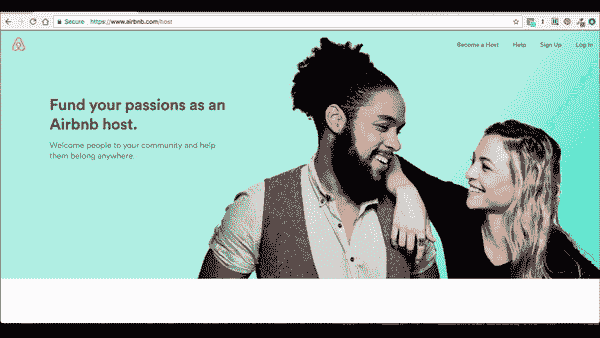 Secure https://www.airbnb.com/host
Become a Host Help Sign Up Log In
Fund your passions as an
Airbnb host.
Welcome people to your community and help
them belong anywhere.